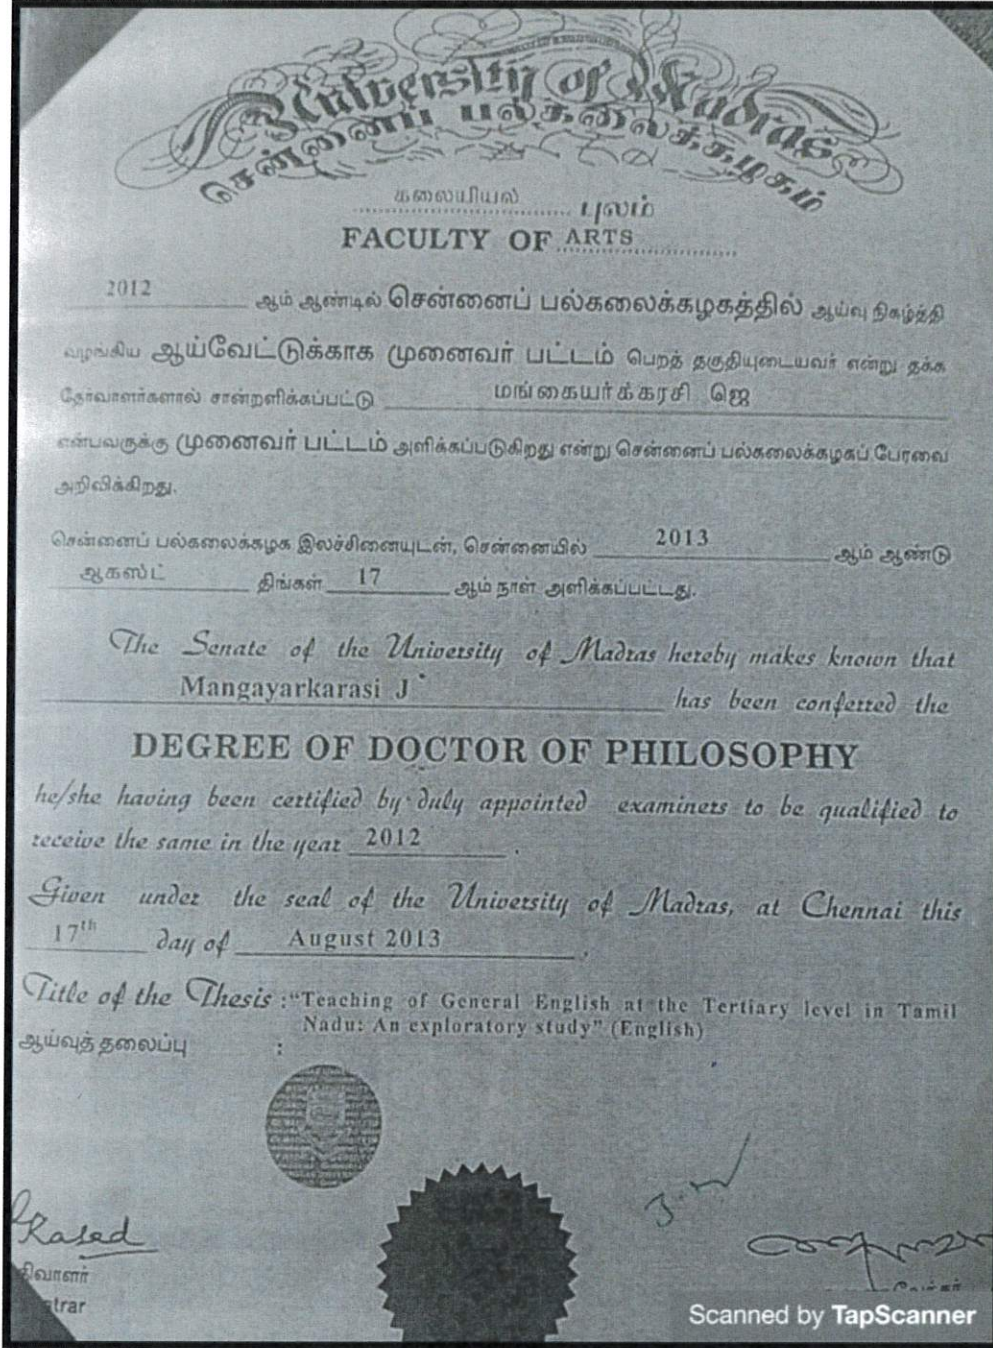 University of Madras
சென்னைப் பல்கலைக்கழகம்
கலையியல் புலம்
FACULTY OF ARTS
2012 ஆம் ஆண்டில் சென்னைப் பல்கலைக்கழகத்தில் ஆய்வு நிகழ்த்தி
வழங்கிய ஆய்வேட்டுக்காக முனைவர் பட்டம் பெறத் தகுதியுடையவர் என்று தக்க
தேர்வாளர்களால் சான்றளிக்கப்பட்டு மங்கையர்க்கரசி ஜெ
என்பவருக்கு முனைவர் பட்டம் அளிக்கப்படுகிறது என்று சென்னைப் பல்கலைக்கழகப் பேரவை
அறிவிக்கிறது.
சென்னைப் பல்கலைக்கழக இலச்சினையுடன், சென்னையில் 2013 ஆம் ஆண்டு
ஆகஸ்ட் திங்கள் 17 ஆம் நாள் அளிக்கப்பட்டது.
The Senate of the University of Madras hereby makes known that
Mangayarkarasi J has been conferred the
DEGREE OF DOCTOR OF PHILOSOPHY
he/she having been certified by duly appointed examiners to be qualified to
receive the same in the year 2012.
Given under the seal of the University of Madras, at Chennai this
17th day of August 2013.
Title of the Thesis : "Teaching of General English at the Tertiary level in Tamil
Nadu: An exploratory study" (English)
ஆய்வுத் தலைப்பு :
Scanned by TapScanner